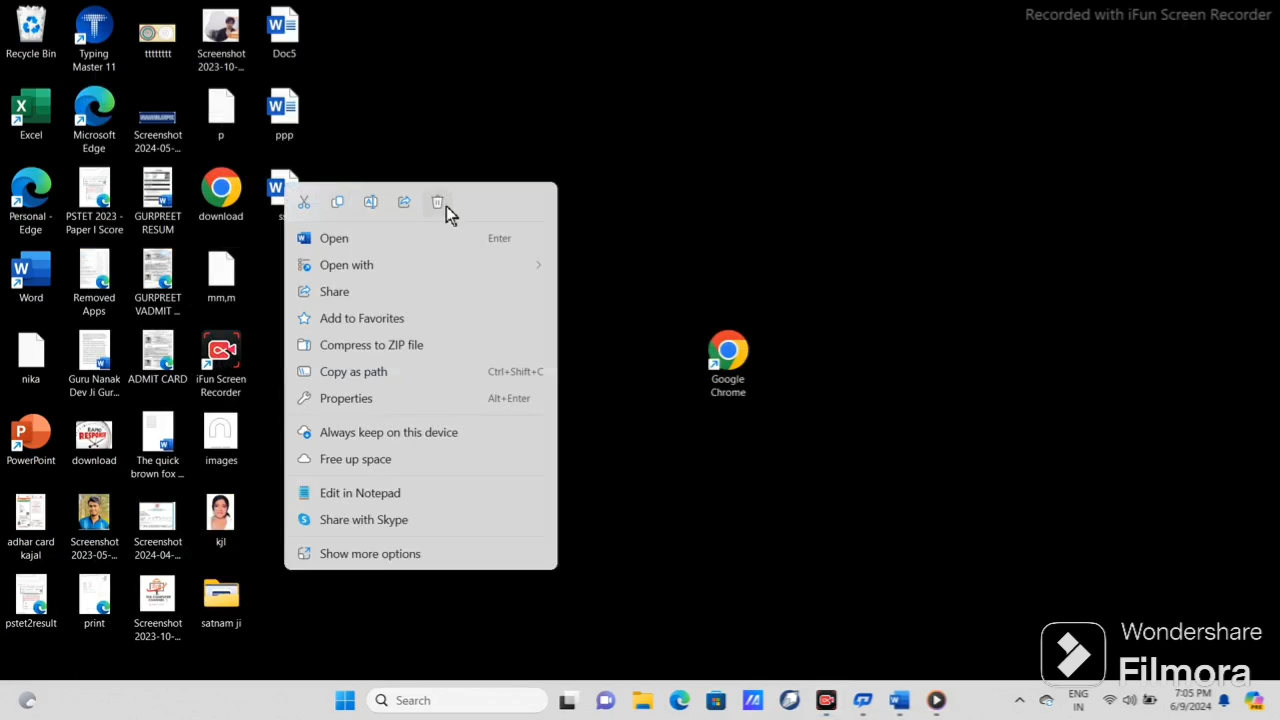 Recorded with iFun Screen Recorder
Recycle Bin
Typing
Master 11
tttttttt
Screenshot
2023-10-...
Doc5
Excel
Microsoft
Edge
Screenshot
2024-05-...
p
ppp
Personal -
Edge
PSTET 2023 -
Paper I Score
GURPREET
RESUM
download
Word
Removed
Apps
GURPREET
VADMIT ...
mm,m
nika
Guru Nanak
Dev Ji Gur...
ADMIT CARD
iFun Screen
Recorder
PowerPoint
download
The quick
brown fox ...
images
adhar card
kajal
Screenshot
2023-05-...
Screenshot
2024-04-...
kjl
pstet2result
print
Screenshot
2023-10-...
satnam ji
Open Enter
Open with
Share
Add to Favorites
Compress to ZIP file
Copy as path Ctrl+Shift+C
Properties Alt+Enter
Always keep on this device
Free up space
Edit in Notepad
Share with Skype
Show more options
Google
Chrome
Wondershare
Filmora
Search
ENG
IN
7:05 PM
6/9/2024